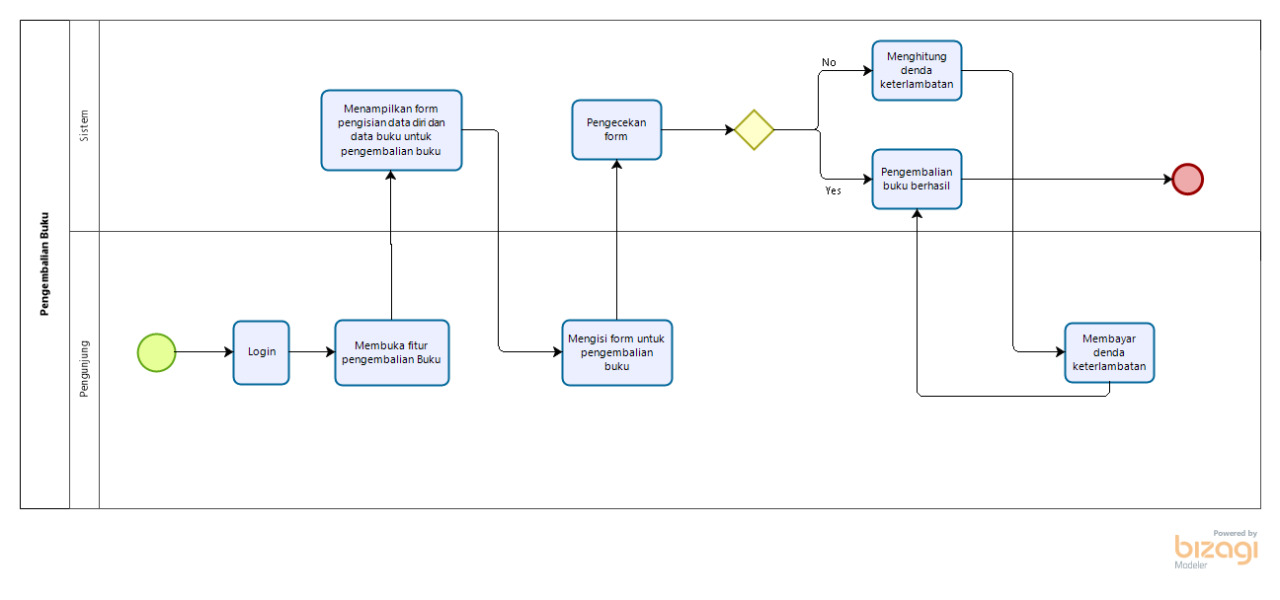 Pengembalian Buku
Sistem
Pengunjung
Login
Membuka fitur
pengembalian Buku
Menampilkan form
pengisian data diri dan
data buku untuk
pengembalian buku
Mengisi form untuk
pengembalian
buku
Pengecekan
form
No
Yes
Menghitung
denda
keterlambatan
Pengembalian
buku berhasil
Membayar
denda
keterlambatan
Powered by
bizagi
Modeler